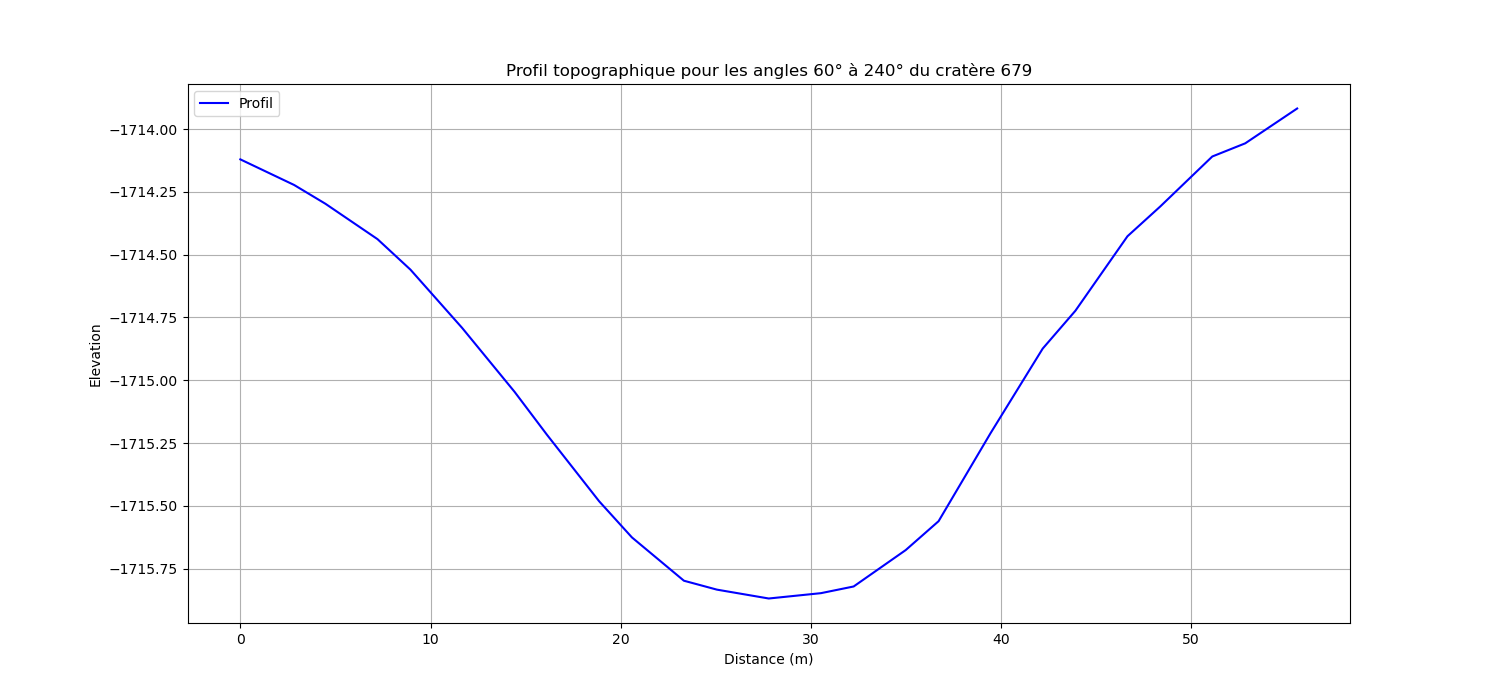 Profil topographique pour les angles 60° à 240° du cratère 679
Profil
−1714.00
−1714.25
−1714.50
−1714.75
−1715.00
−1715.25
−1715.50
−1715.75
Elevation
0 10 20 30 40 50
Distance (m)